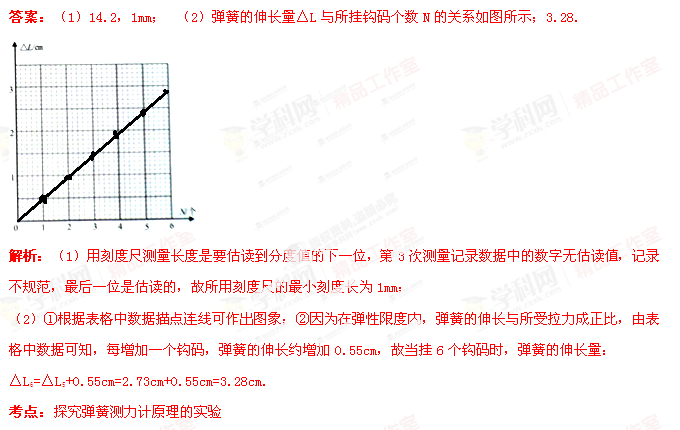 答案：（1）14.2，1mm；  （2）弹簧的伸长量△L与所挂钩码个数N的关系如图所示；3.28.
△L/cm
3
2
1
0 1 2 3 4 5 6
N/个
解析：（1）用刻度尺测量长度是要估读到分度值的下一位，第3次测量记录数据中的数字无估读值，记录
不规范，最后一位是估读的，故所用刻度尺的最小刻度长为1mm；
（2）①根据表格中数据描点连线可作出图象；②因为在弹性限度内，弹簧的伸长与所受拉力成正比，由表
格中数据可知，每增加一个钩码，弹簧的伸长约增加0.55cm，故当挂6个钩码时，弹簧的伸长量：
△L₆=△L₅+0.55cm=2.73cm+0.55cm=3.28cm.
考点：探究弹簧测力计原理的实验
学科网 精品工作室